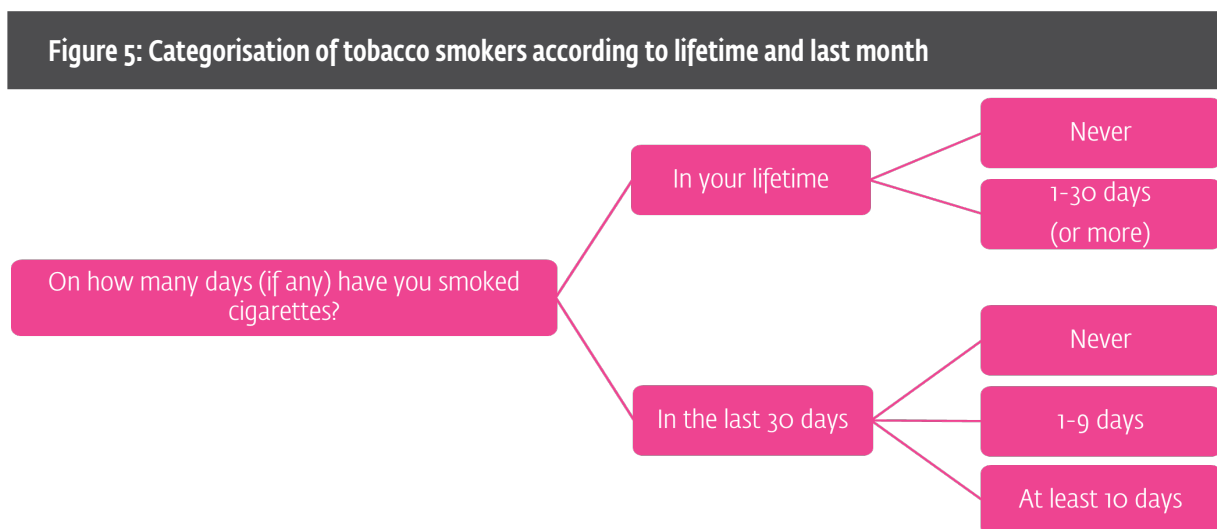 Figure 5: Categorisation of tobacco smokers according to lifetime and last month
On how many days (if any) have you smoked
cigarettes?
In your lifetime
Never
1-30 days
(or more)
In the last 30 days
Never
1-9 days
At least 10 days